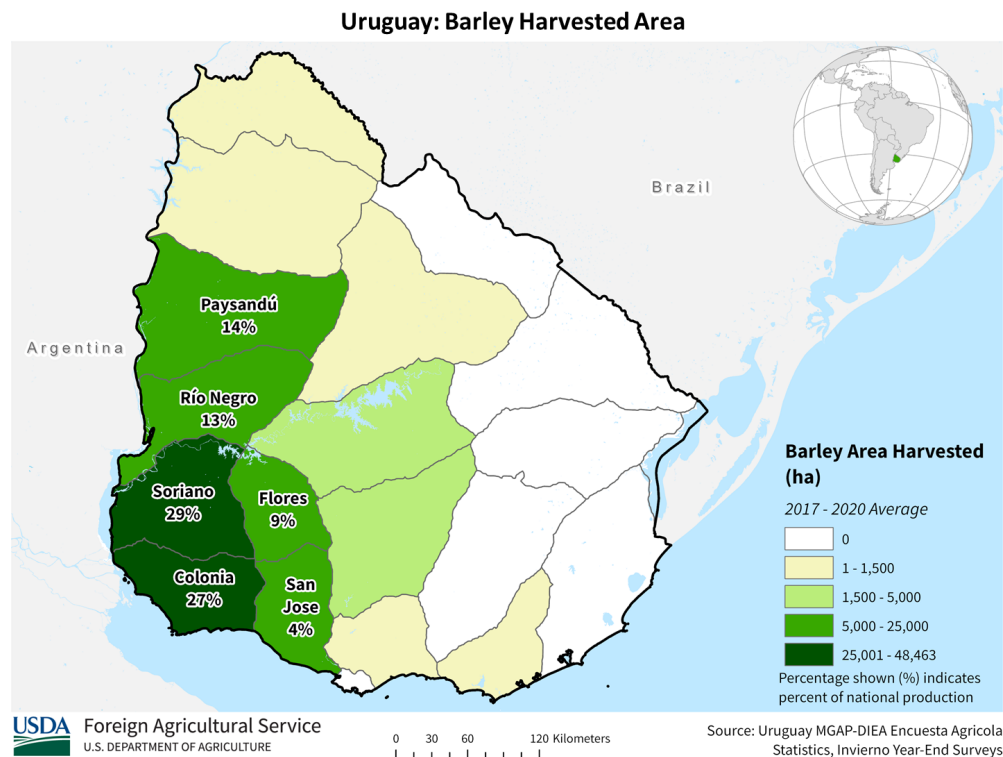 Uruguay: Barley Harvested Area
Brazil
Argentina
Paysandú
14%
Río Negro
13%
Soriano
29%
Flores
9%
Colonia
27%
San
Jose
4%
Barley Area Harvested
(ha)
2017 - 2020 Average
0
1 - 1,500
1,500 - 5,000
5,000 - 25,000
25,001 - 48,463
Percentage shown (%) indicates
percent of national production
USDA
Foreign Agricultural Service
U.S. DEPARTMENT OF AGRICULTURE
0 30 60 120 Kilometers
Source: Uruguay MGAP-DIEA Encuesta Agricola
Statistics, Invierno Year-End Surveys